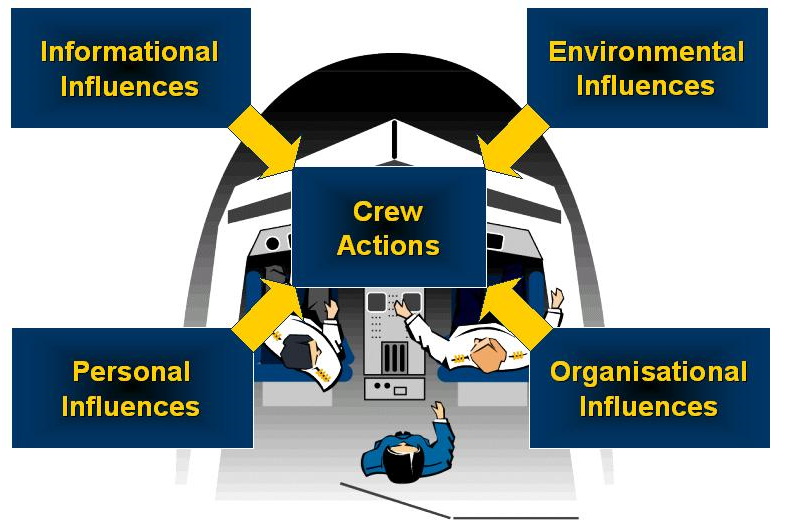 Informational
Influences
Environmental
Influences
Crew
Actions
Personal
Influences
Organisational
Influences